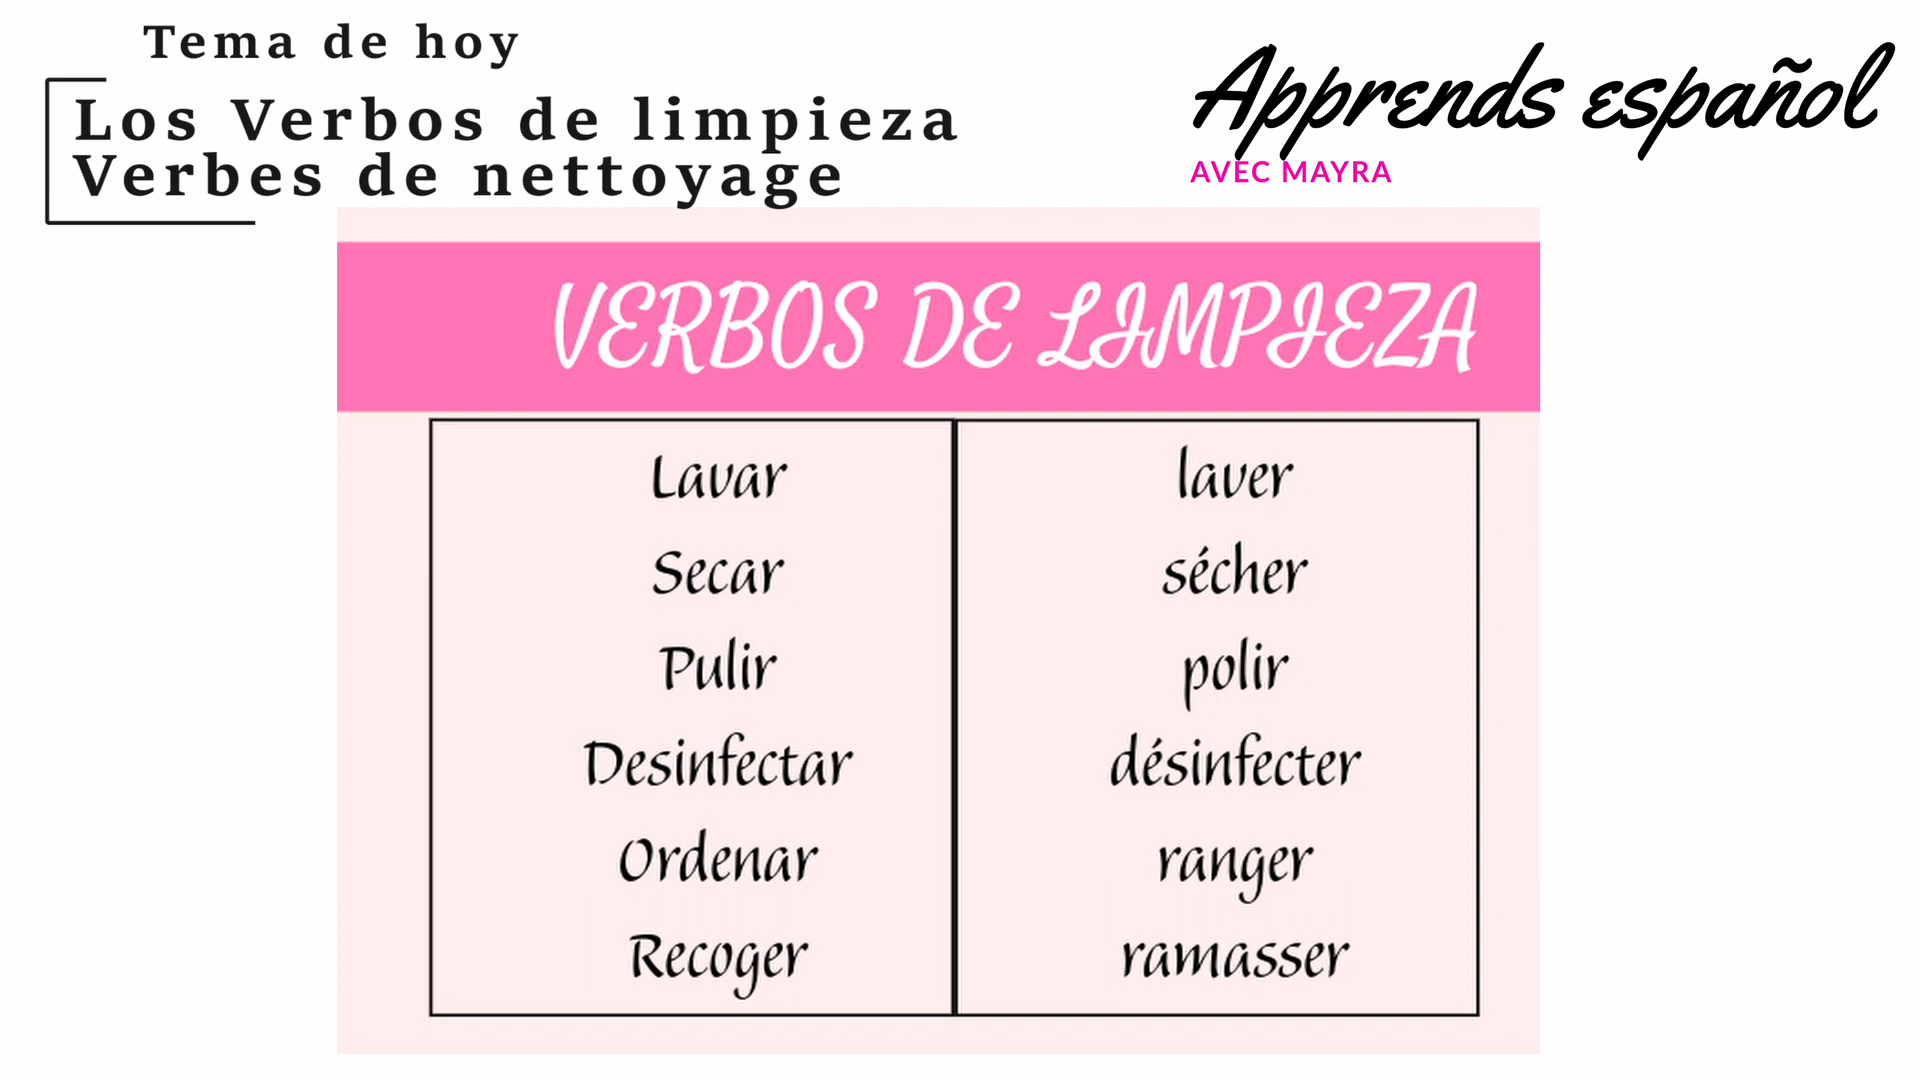 Tema de hoy
Los Verbos de limpieza
Verbes de nettoyage
Apprends español
AVEC MAYRA
VERBOS DE LIMPIEZA
Lavar laver
Secar sécher
Pulir polir
Desinfectar désinfecter
Ordenar ranger
Recoger ramasser